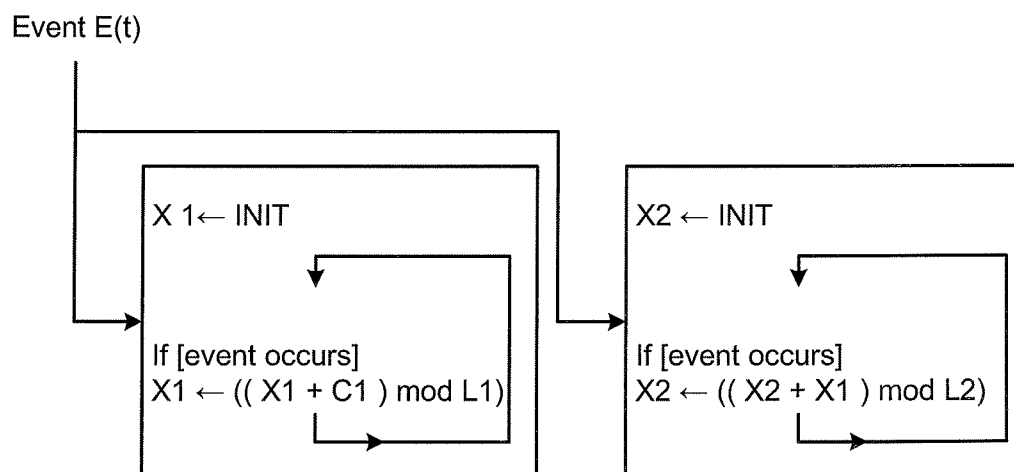 Event E(t)
X 1← INIT
If [event occurs]
X1 ← (( X1 + C1 ) mod L1)
X2 ← INIT
If [event occurs]
X2 ← (( X2 + X1 ) mod L2)